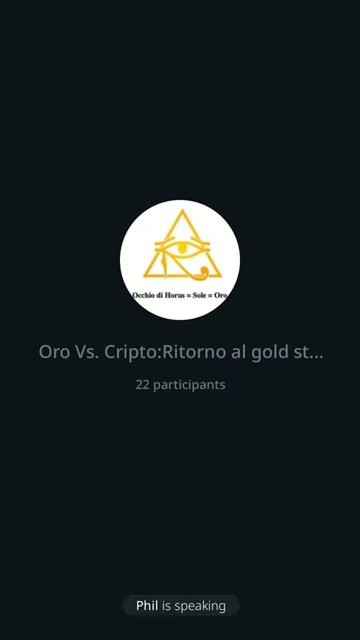 Occhio di Horus = Sole = Oro
Oro Vs. Cripto:Ritorno al gold st...
22 participants
Phil is speaking